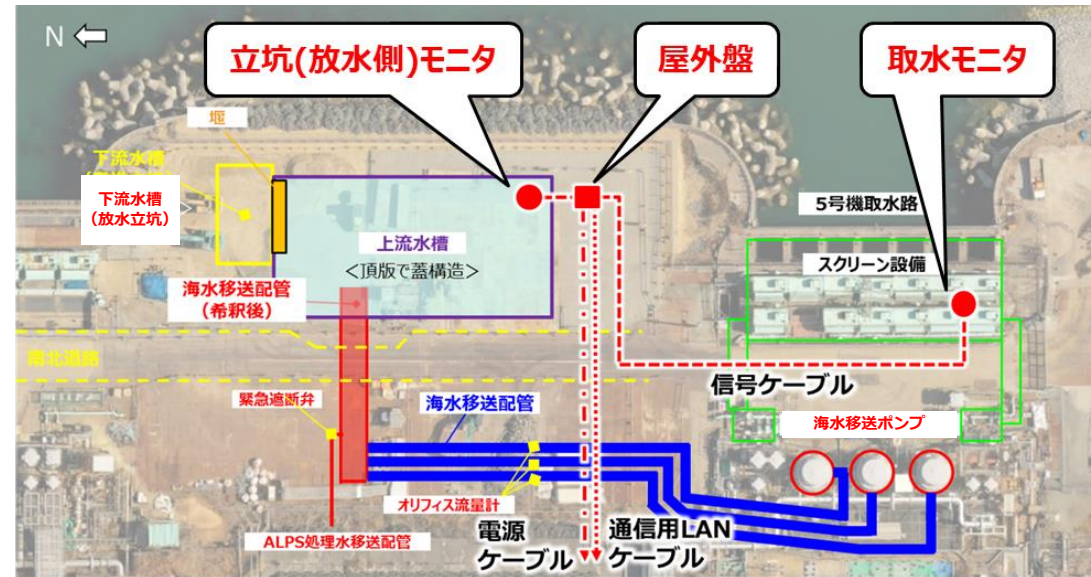 N
立坑(放水側)モニタ
屋外盤
取水モニタ
堰
下流水槽
下流水槽
(放水立坑)
上流水槽
<頂版で蓋構造>
海水移送配管
(希釈後)
5号機取水路
スクリーン設備
南北道路
信号ケーブル
緊急遮断弁
海水移送配管
海水移送ポンプ
オリフィス流量計
ALPS処理水移送配管
電源
ケーブル
通信用LAN
ケーブル